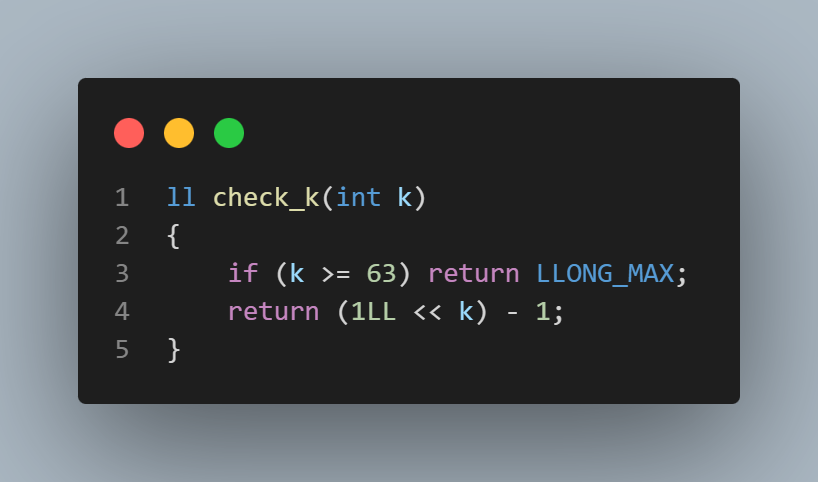 1 ll check_k(int k)
2 {
3     if (k >= 63) return LLONG_MAX;
4     return (1LL << k) - 1;
5 }